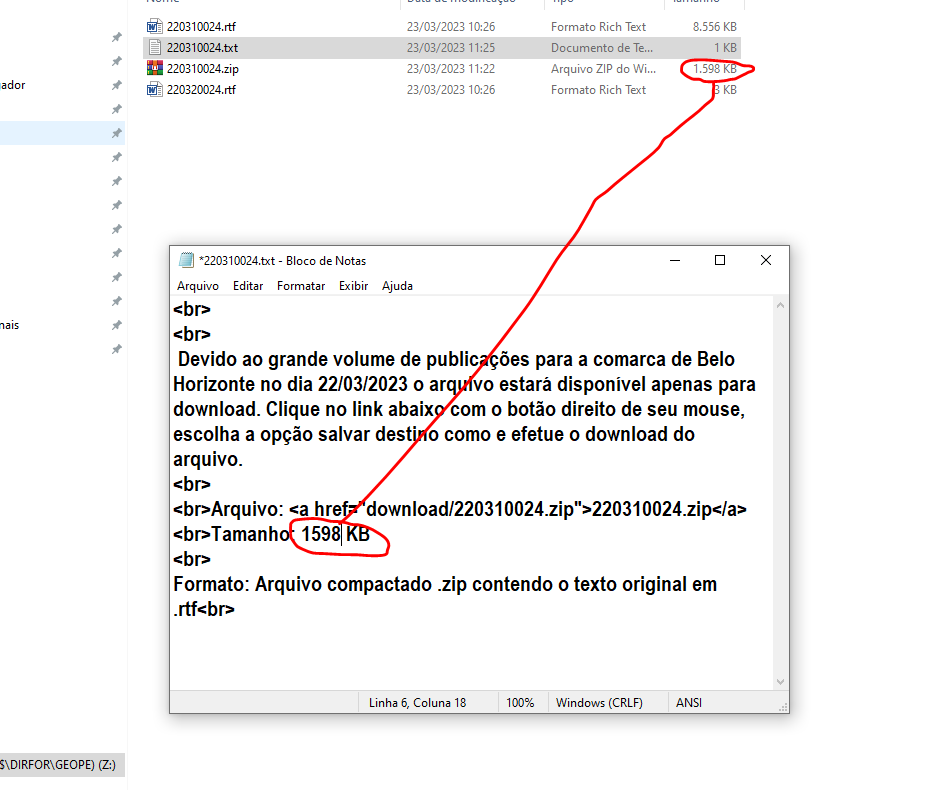 Nome Data de modificação Tipo Tamanho
220310024.rtf 23/03/2023 10:26 Formato Rich Text 8.556 KB
220310024.txt 23/03/2023 11:25 Documento de Te... 1 KB
220310024.zip 23/03/2023 11:22 Arquivo ZIP do Wi... 1.598 KB
220320024.rtf 23/03/2023 10:26 Formato Rich Text 3 KB
*220310024.txt - Bloco de Notas
Arquivo Editar Formatar Exibir Ajuda
<br>
<br>
Devido ao grande volume de publicações para a comarca de Belo
Horizonte no dia 22/03/2023 o arquivo estará disponível apenas para
download. Clique no link abaixo com o botão direito de seu mouse,
escolha a opção salvar destino como e efetue o download do
arquivo.
<br>
<br>Arquivo: <a href="download/220310024.zip">220310024.zip</a>
<br>Tamanho: 1598 KB
<br>
Formato: Arquivo compactado .zip contendo o texto original em
.rtf<br>
Linha 6, Coluna 18 100% Windows (CRLF) ANSI
$\DIRFOR\GEOPE) (Z:)